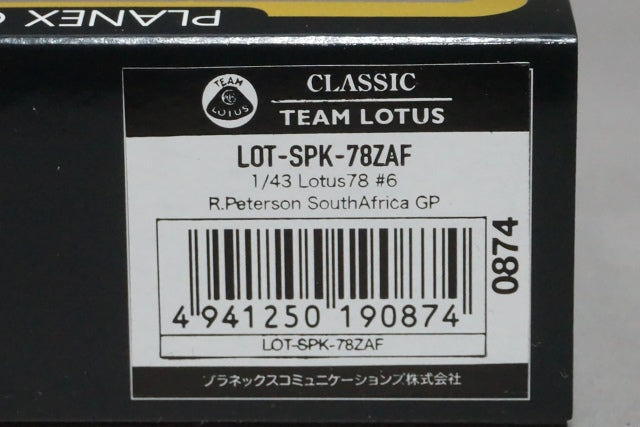 PLANEX
TEAM
LOTUS
CLASSIC
TEAM LOTUS
LOT-SPK-78ZAF
1/43 Lotus78 #6
R.Peterson SouthAfrica GP
0874
4 941250 190874
LOT-SPK-78ZAF
プラネックスコミュニケーションズ株式会社